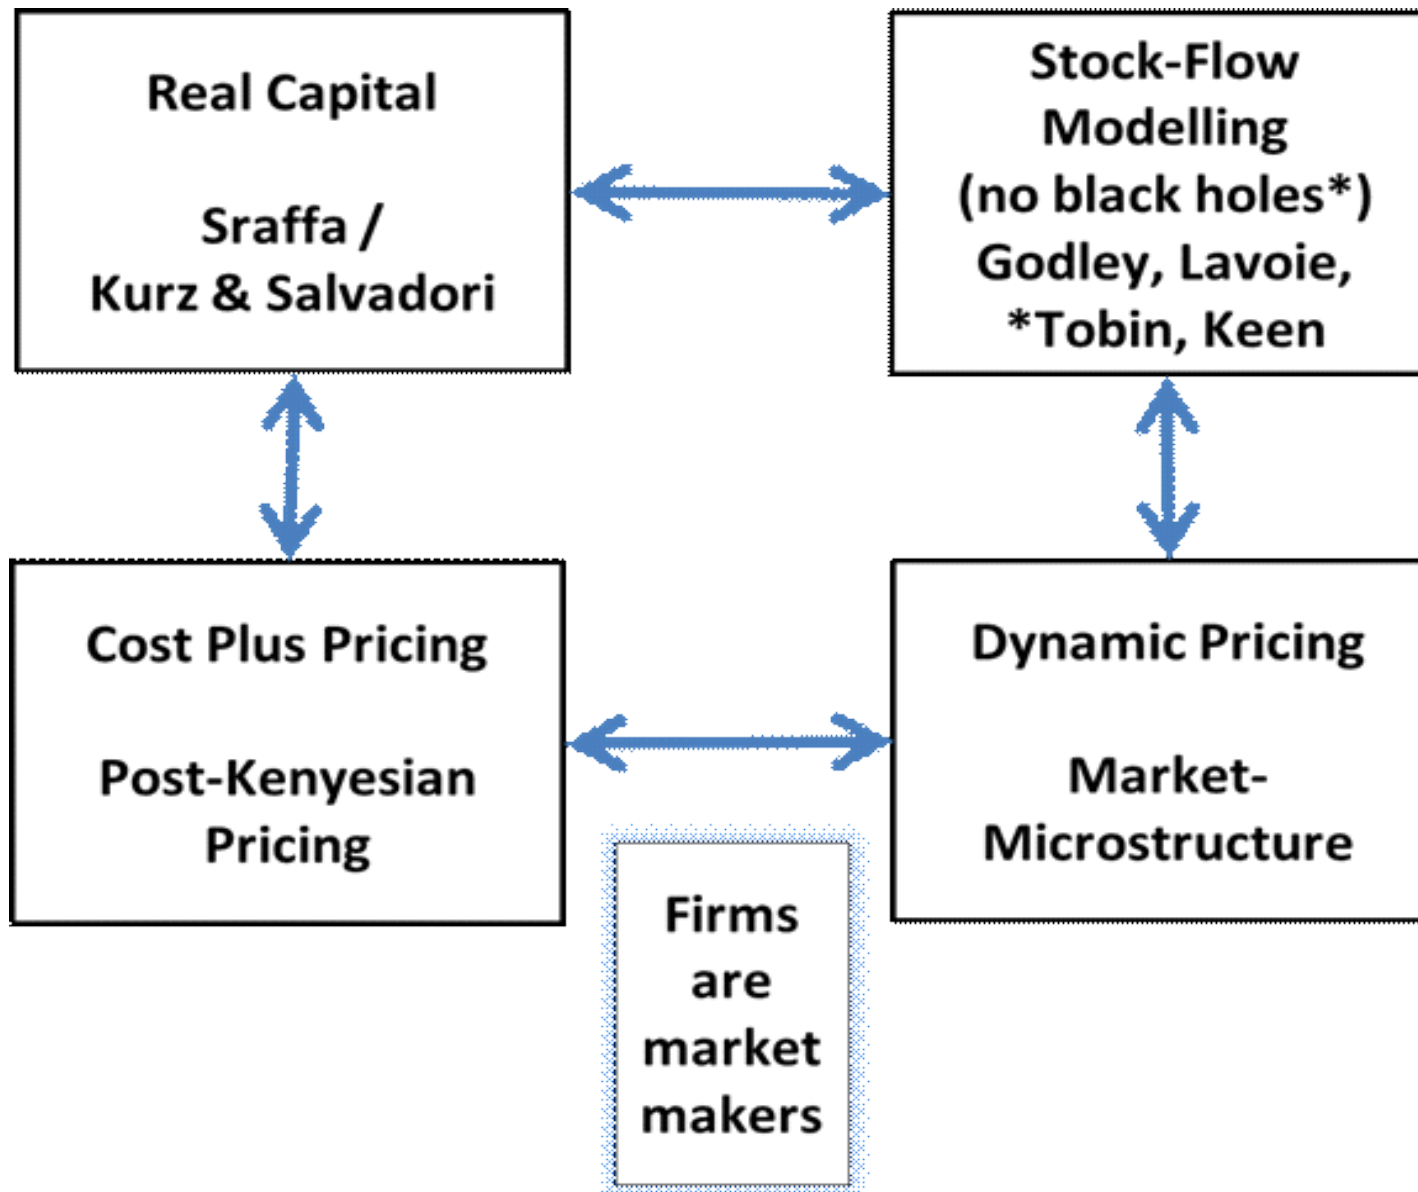 Real Capital
Sraffa /
Kurz & Salvadori
Stock-Flow
Modelling
(no black holes*)
Godley, Lavoie,
*Tobin, Keen
Cost Plus Pricing
Post-Kenyesian
Pricing
Dynamic Pricing
Market-
Microstructure
Firms
are
market
makers